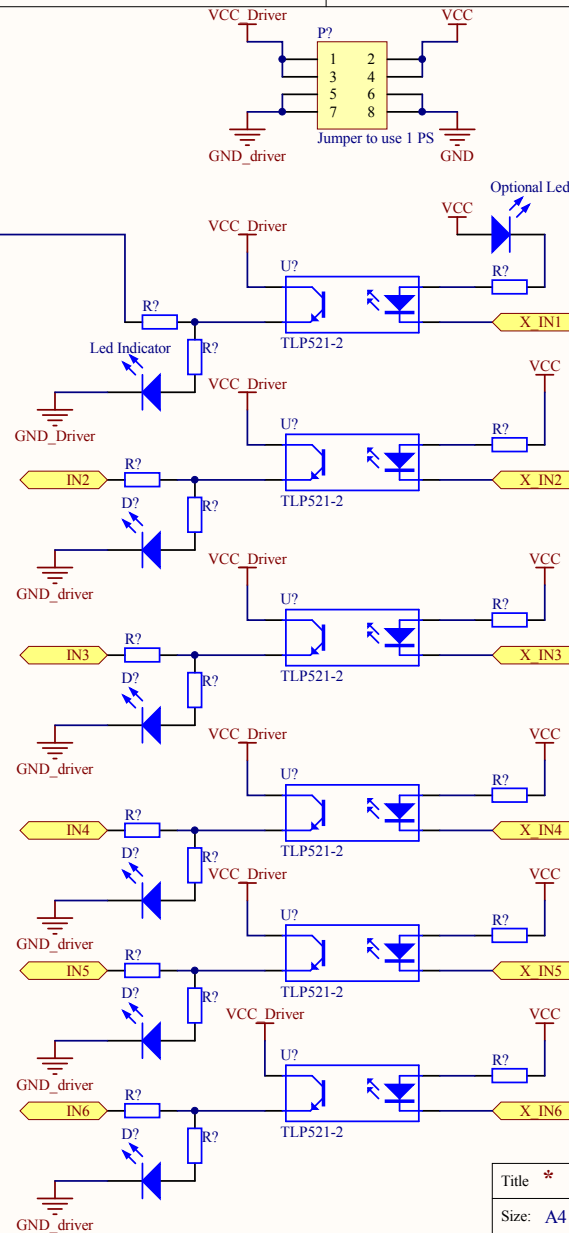 VCC_Driver
VCC
P?
1 2
3 4
5 6
7 8
Jumper to use 1 PS
GND_driver
GND
Optional Led
VCC_Driver
VCC
U?
R?
R?
X_IN1
TLP521-2
Led Indicator
R?
GND_Driver
VCC_Driver
VCC
U?
R?
IN2
R?
X_IN2
TLP521-2
D?
R?
GND_driver
VCC_Driver
VCC
U?
R?
IN3
R?
X_IN3
TLP521-2
D?
R?
GND_driver
VCC_Driver
VCC
U?
R?
IN4
R?
X_IN4
TLP521-2
D?
R?
GND_driver
VCC_Driver
VCC
U?
R?
IN5
R?
X_IN5
TLP521-2
D?
R?
GND_driver
VCC_Driver
VCC
U?
R?
IN6
R?
X_IN6
TLP521-2
D?
R?
GND_driver
Title *
Size: A4